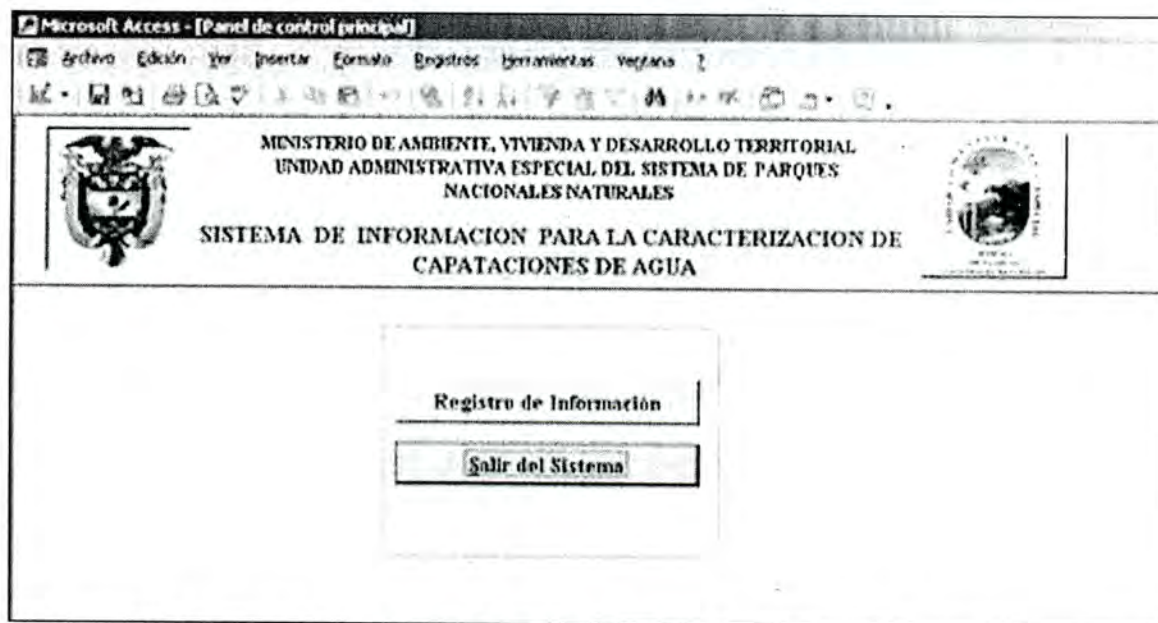 Microsoft Access - [Panel de control principal]
Archivo Edición Ver Insertar Formato Registros Herramientas Ventana ?
MINISTERIO DE AMBIENTE, VIVIENDA Y DESARROLLO TERRITORIAL
UNIDAD ADMINISTRATIVA ESPECIAL DEL SISTEMA DE PARQUES
NACIONALES NATURALES
SISTEMA DE INFORMACION PARA LA CARACTERIZACION DE
CAPATACIONES DE AGUA
Registro de Información
Salir del Sistema